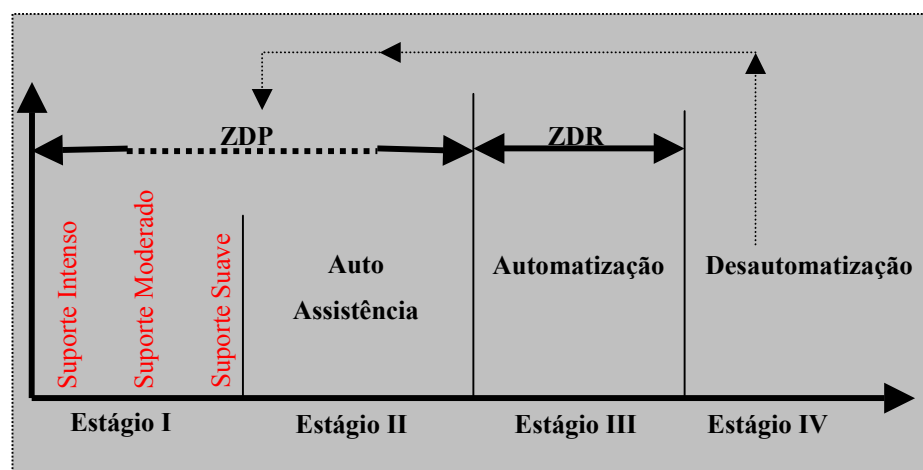 ZDP
ZDR
Suporte Intenso
Suporte Moderado
Suporte Suave
Auto
Assistência
Automatização
Desautomatização
Estágio I
Estágio II
Estágio III
Estágio IV